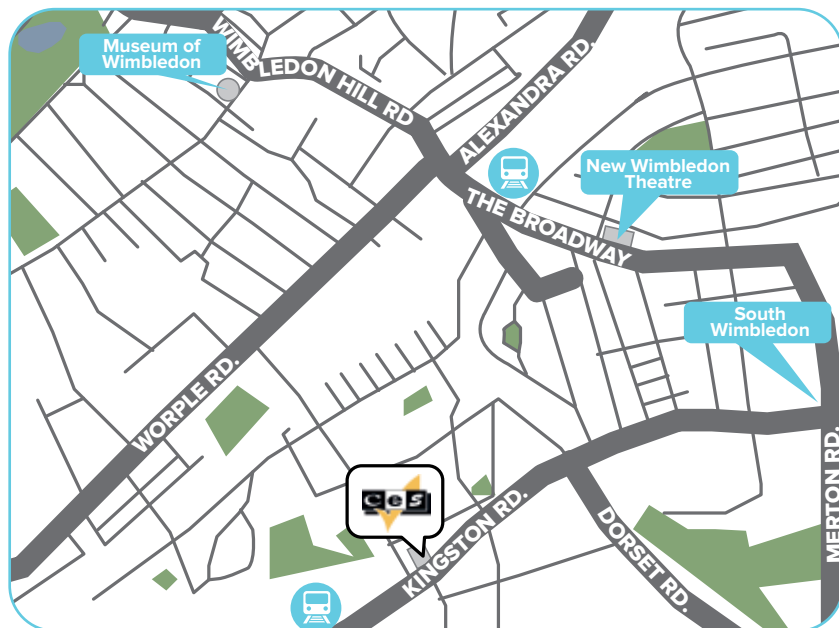 Museum of
Wimbledon
WIMBLEDON HILL RD
ALEXANDRA RD.
New Wimbledon
Theatre
THE BROADWAY
South
Wimbledon
WORPLE RD.
ces
KINGSTON RD.
DORSET RD.
MERTON RD.